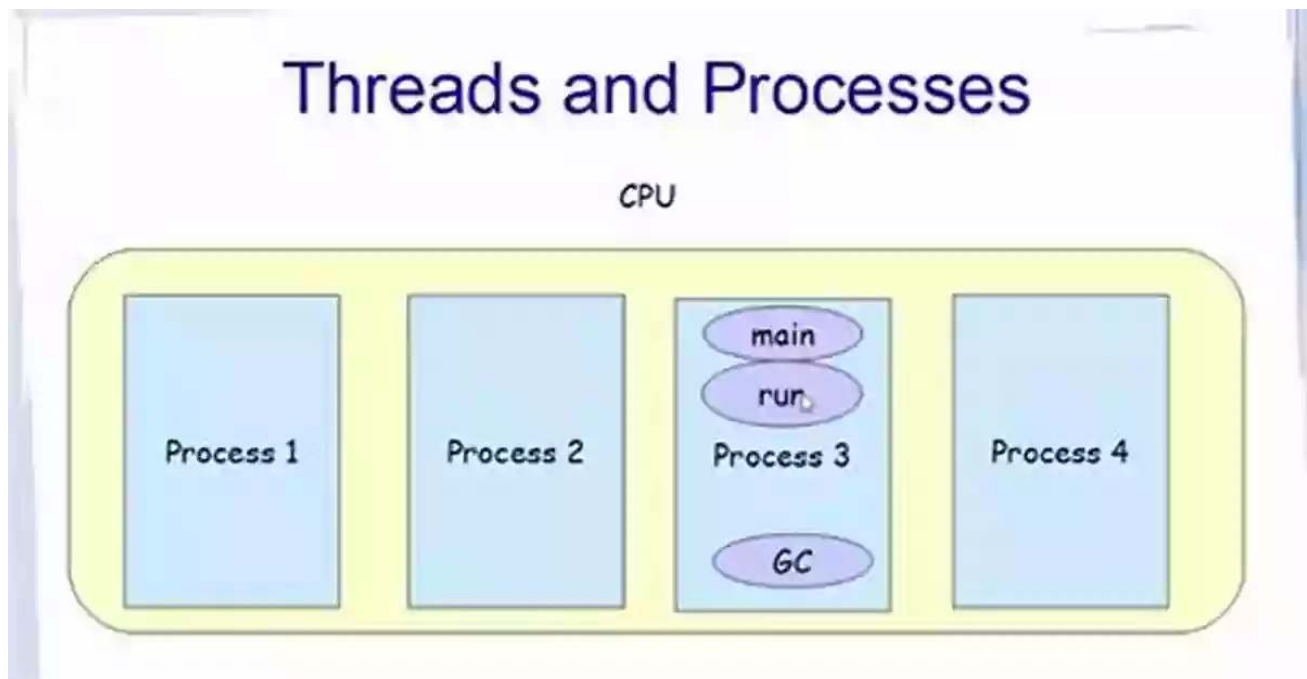 Threads and Processes
CPU
main
run
Process 1 Process 2 Process 3 Process 4
GC